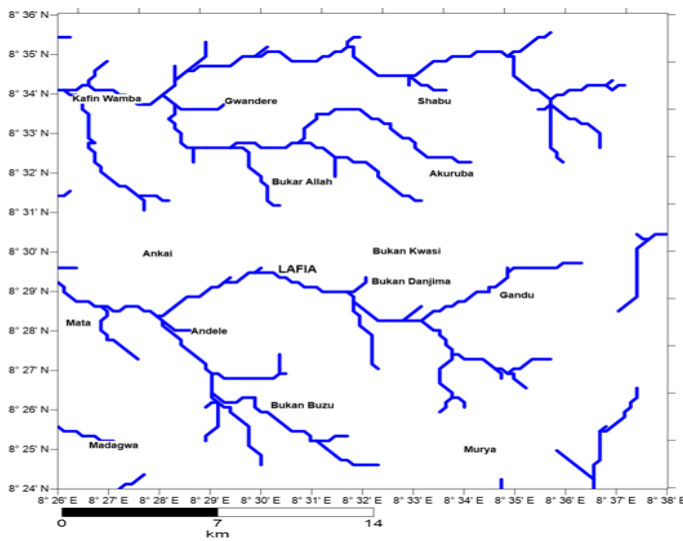 8° 36' N
8° 35' N
8° 34' N
8° 33' N
8° 32' N
8° 31' N
8° 30' N
8° 29' N
8° 28' N
8° 27' N
8° 26' N
8° 25' N
8° 24' N
Kafin Wamba
Gwandere
Shabu
Bukar Allah
Akuruba
Ankai
Bukan Kwasi
LAFIA
Bukan Danjima
Gandu
Mata
Andele
Bukan Buzu
Madagwa
Murya
8° 26' E 8° 27' E 8° 28' E 8° 29' E 8° 30' E 8° 31' E 8° 32' E 8° 33' E 8° 34' E 8° 35' E 8° 36' E 8° 37' E 8° 38' E
0 7 14
km